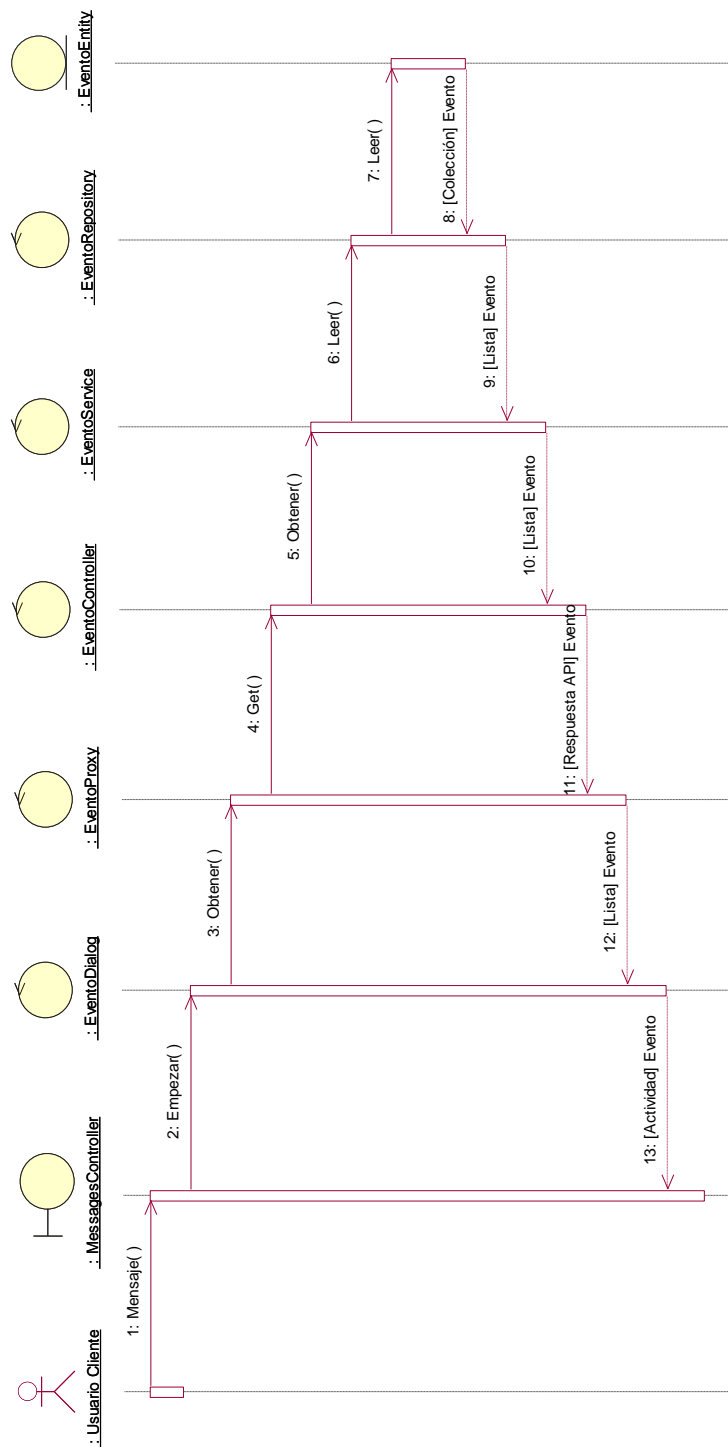 : Usuario Cliente
: MessagesController
: EventoDialog
: EventoProxy
: EventoController
: EventoService
: EventoRepository
: EventoEntity
1: Mensaje( )
2: Empezar( )
3: Obtener( )
4: Get( )
5: Obtener( )
6: Leer( )
7: Leer( )
8: [Colección] Evento
9: [Lista] Evento
10: [Lista] Evento
11: [Respuesta API] Evento
12: [Lista] Evento
13: [Actividad] Evento